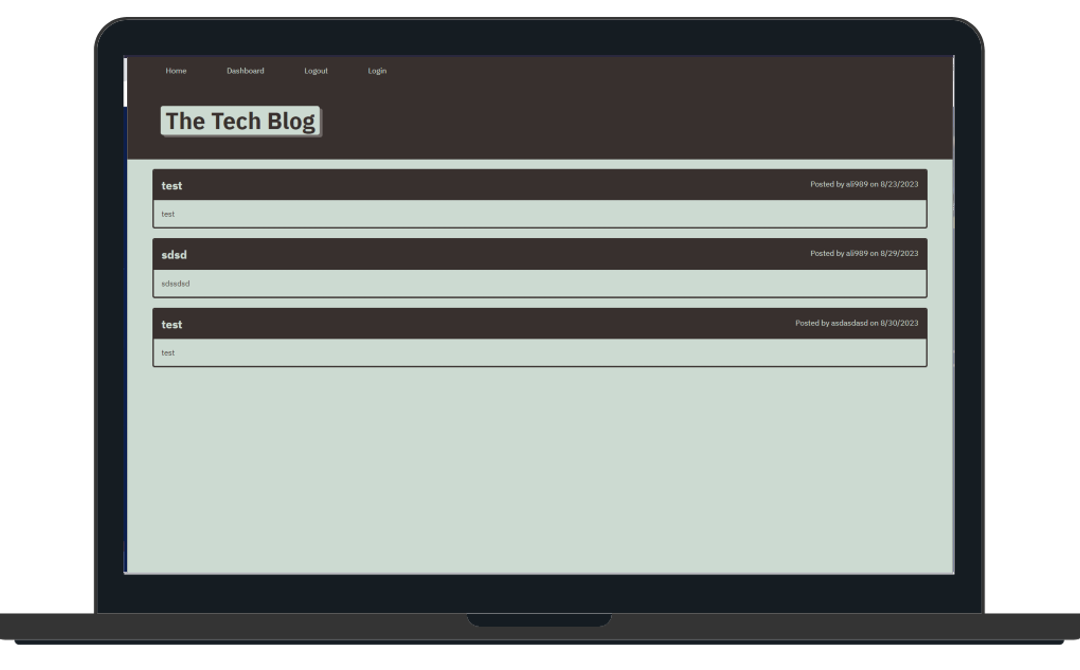 Home Dashboard Logout Login
The Tech Blog
test Posted by ali989 on 8/23/2023
test
sdsd Posted by ali989 on 8/29/2023
sdssdsd
test Posted by asdasdasd on 8/30/2023
test